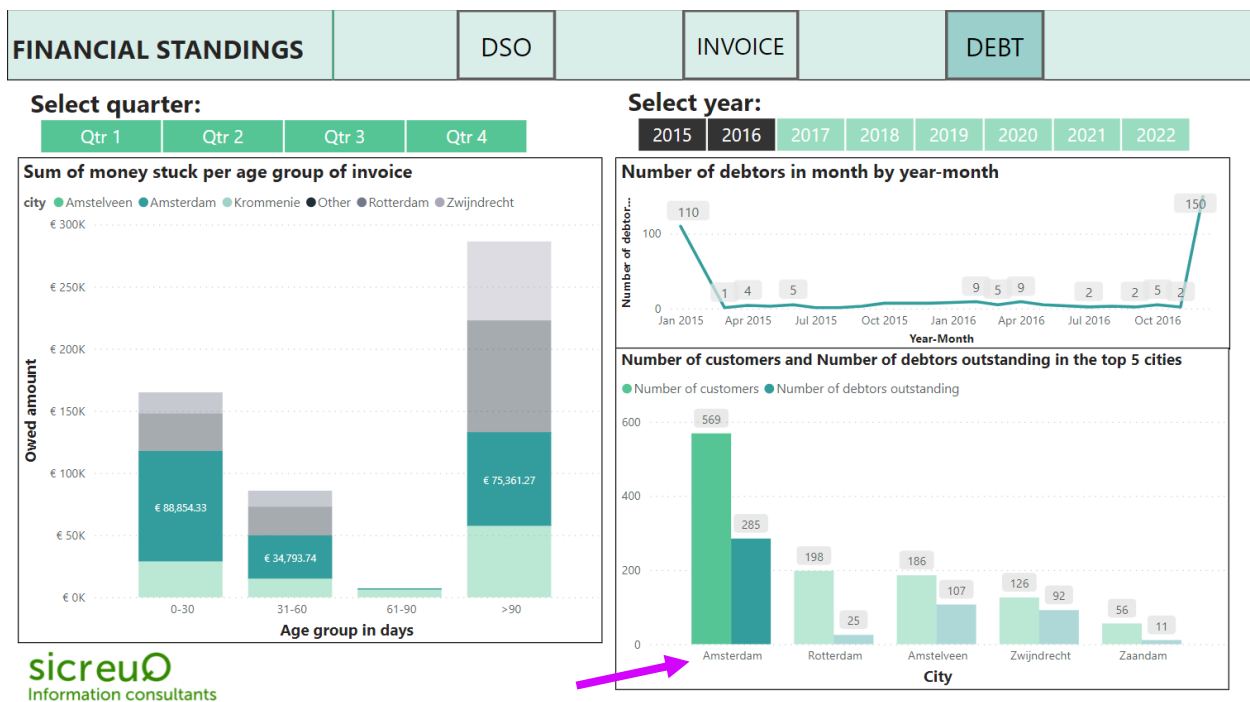 FINANCIAL STANDINGS
DSO
INVOICE
DEBT
Select quarter:
Qtr 1
Qtr 2
Qtr 3
Qtr 4
Select year:
2015
2016
2017
2018
2019
2020
2021
2022
Sum of money stuck per age group of invoice
city Amstelveen Amsterdam Krommenie Other Rotterdam Zwijndrecht
Owed amount
€ 300K
€ 250K
€ 200K
€ 150K
€ 100K
€ 50K
€ 0K
€ 88,854.33
€ 34,793.74
€ 75,361.27
0-30
31-60
61-90
>90
Age group in days
Number of debtors in month by year-month
Number of debtor...
100
0
110
1
4
5
9
5
9
2
2
5
2
150
Jan 2015
Apr 2015
Jul 2015
Oct 2015
Jan 2016
Apr 2016
Jul 2016
Oct 2016
Year-Month
Number of customers and Number of debtors outstanding in the top 5 cities
Number of customers Number of debtors outstanding
600
400
200
0
569
285
198
25
186
107
126
92
56
11
Amsterdam
Rotterdam
Amstelveen
Zwijndrecht
Zaandam
City
sicreuQ
Information consultants